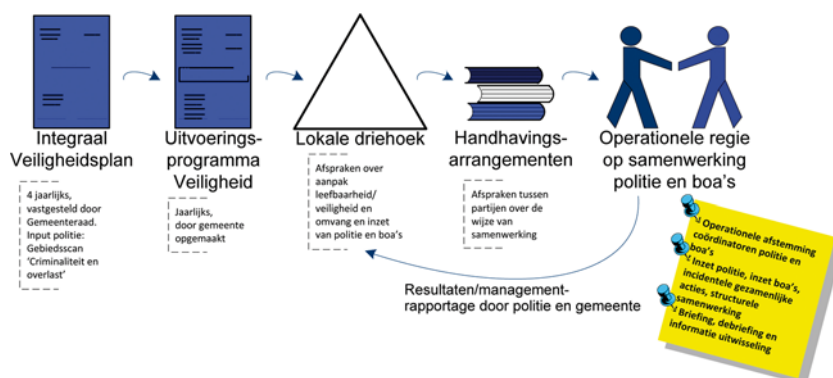 Integraal
Veiligheidsplan
4 jaarlijks,
vastgesteld door
Gemeenteraad.
Input politie:
Gebiedsscan
'Criminaliteit en
overlast'
Uitvoerings-
programma
Veiligheid
Jaarlijks,
door gemeente
opgemaakt
Lokale driehoek
Afspraken over
aanpak
leefbaarheid/
veiligheid en
omvang en inzet
van politie en boa's
Handhavings-
arrangementen
Afspraken tussen
partijen over de
wijze van
samenwerking
Operationele regie
op samenwerking
politie en boa's
Operationele afstemming
coördinatoren politie en
boa's
Inzet politie, inzet boa's,
incidentele gezamenlijke
acties, structurele
samenwerking
Briefing, debriefing en
informatie uitwisseling
Resultaten/management-
rapportage door politie en gemeente